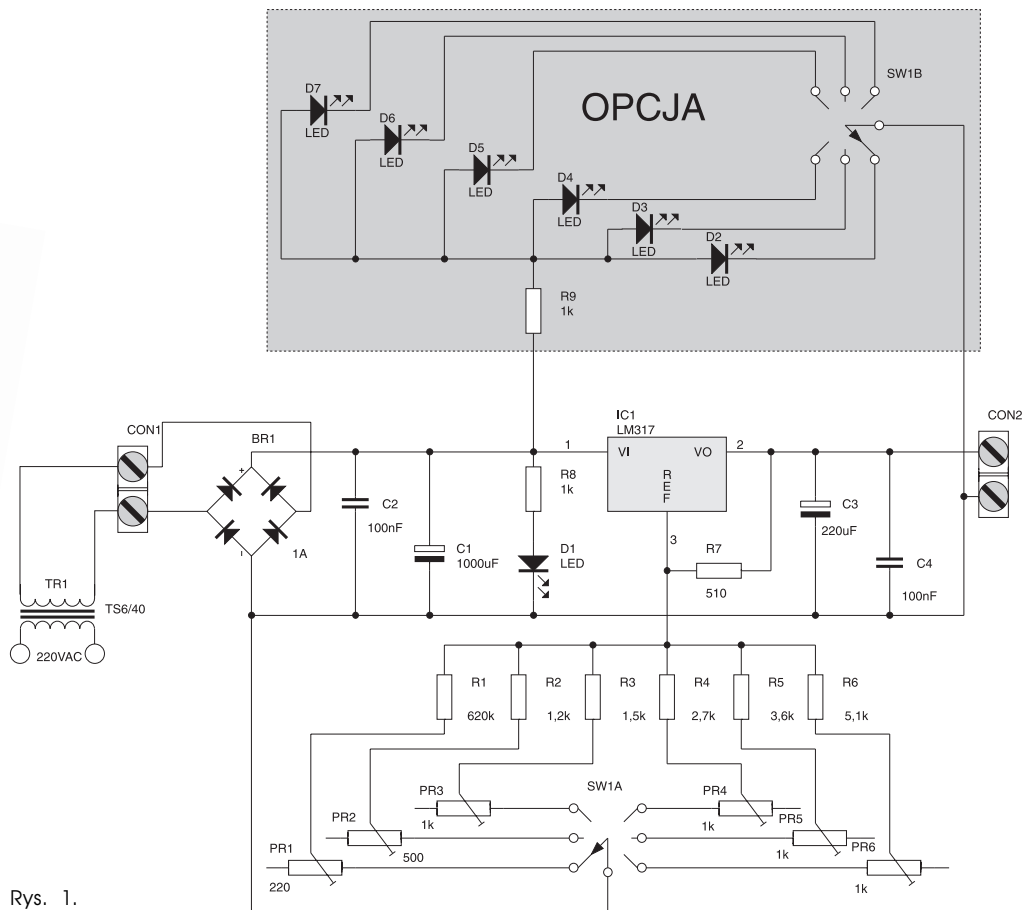 D7
LED
D6
LED
D5
LED
D4
LED
D3
LED
D2
LED
OPCJA
SW1B
R9
1k
CON1
BR1
+
-
1A
C2
100nF
C1
1000uF
R8
1k
D1
LED
1
IC1
LM317
VI
VO
REF
2
3
R7
510
C3
220uF
C4
100nF
CON2
TR1
TS6/40
220VAC
R1
620k
R2
1,2k
R3
1,5k
R4
2,7k
R5
3,6k
R6
5,1k
SW1A
PR3
1k
PR2
500
PR1
220
PR4
1k
PR5
1k
PR6
1k
Rys. 1.